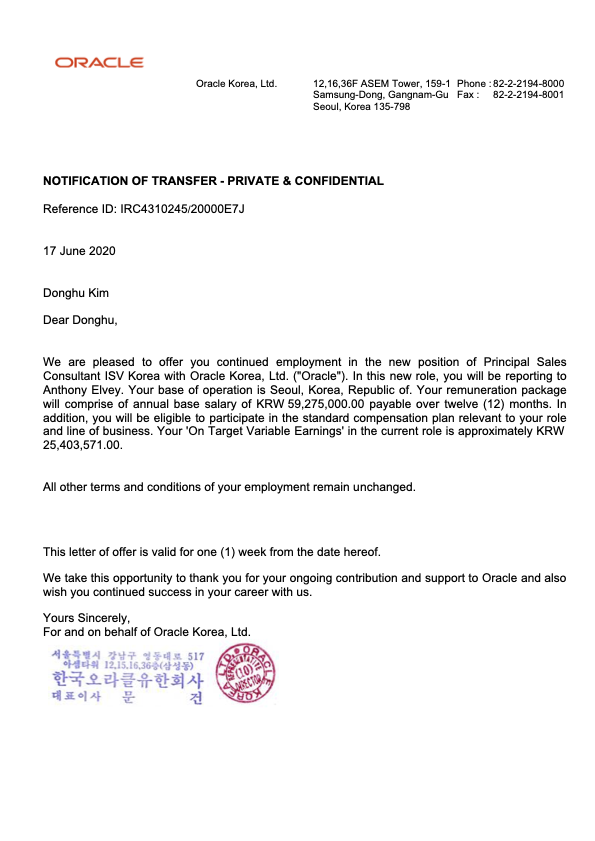 ORACLE
Oracle Korea, Ltd.
12,16,36F ASEM Tower, 159-1 Phone : 82-2-2194-8000
Samsung-Dong, Gangnam-Gu Fax : 82-2-2194-8001
Seoul, Korea 135-798
NOTIFICATION OF TRANSFER - PRIVATE & CONFIDENTIAL
Reference ID: IRC4310245/20000E7J
17 June 2020
Donghu Kim
Dear Donghu,
We are pleased to offer you continued employment in the new position of Principal Sales
Consultant ISV Korea with Oracle Korea, Ltd. ("Oracle"). In this new role, you will be reporting to
Anthony Elvey. Your base of operation is Seoul, Korea, Republic of. Your remuneration package
will comprise of annual base salary of KRW 59,275,000.00 payable over twelve (12) months. In
addition, you will be eligible to participate in the standard compensation plan relevant to your role
and line of business. Your 'On Target Variable Earnings' in the current role is approximately KRW
25,403,571.00.
All other terms and conditions of your employment remain unchanged.
This letter of offer is valid for one (1) week from the date hereof.
We take this opportunity to thank you for your ongoing contribution and support to Oracle and also
wish you continued success in your career with us.
Yours Sincerely,
For and on behalf of Oracle Korea, Ltd.
서울특별시 강남구 영동대로 517
아셈타워 12,15,16,36층(삼성동)
한국오라클유한회사
대표이사 문 건
ORACLE KOREA LTD.
DIRECTOR